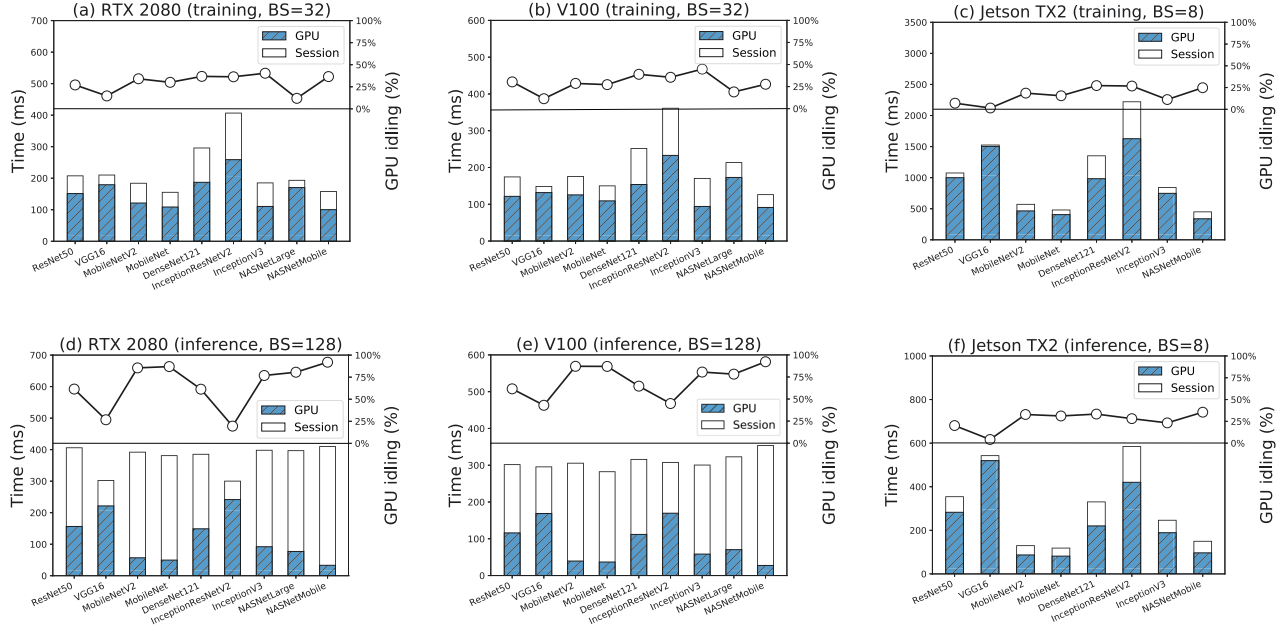 (a) RTX 2080 (training, BS=32)
700
600
500
400
300
200
100
0
Time (ms)
100%
75%
50%
25%
0%
GPU idling (%)
GPU
Session
ResNet50
VGG16
MobileNetV2
MobileNet
DenseNet121
InceptionResNetV2
InceptionV3
NASNetLarge
NASNetMobile
(b) V100 (training, BS=32)
600
500
400
300
200
100
0
Time (ms)
100%
75%
50%
25%
0%
GPU idling (%)
GPU
Session
ResNet50
VGG16
MobileNetV2
MobileNet
DenseNet121
InceptionResNetV2
InceptionV3
NASNetLarge
NASNetMobile
(c) Jetson TX2 (training, BS=8)
3500
3000
2500
2000
1500
1000
500
0
Time (ms)
100%
75%
50%
25%
0%
GPU idling (%)
GPU
Session
ResNet50
VGG16
MobileNetV2
MobileNet
DenseNet121
InceptionResNetV2
InceptionV3
NASNetMobile
(d) RTX 2080 (inference, BS=128)
700
600
500
400
300
200
100
0
Time (ms)
100%
75%
50%
25%
0%
GPU idling (%)
GPU
Session
ResNet50
VGG16
MobileNetV2
MobileNet
DenseNet121
InceptionResNetV2
InceptionV3
NASNetLarge
NASNetMobile
(e) V100 (inference, BS=128)
600
500
400
300
200
100
0
Time (ms)
100%
75%
50%
25%
0%
GPU idling (%)
GPU
Session
ResNet50
VGG16
MobileNetV2
MobileNet
DenseNet121
InceptionResNetV2
InceptionV3
NASNetLarge
NASNetMobile
(f) Jetson TX2 (inference, BS=8)
1000
800
600
400
200
0
Time (ms)
100%
75%
50%
25%
0%
GPU idling (%)
GPU
Session
ResNet50
VGG16
MobileNetV2
MobileNet
DenseNet121
InceptionResNetV2
InceptionV3
NASNetMobile